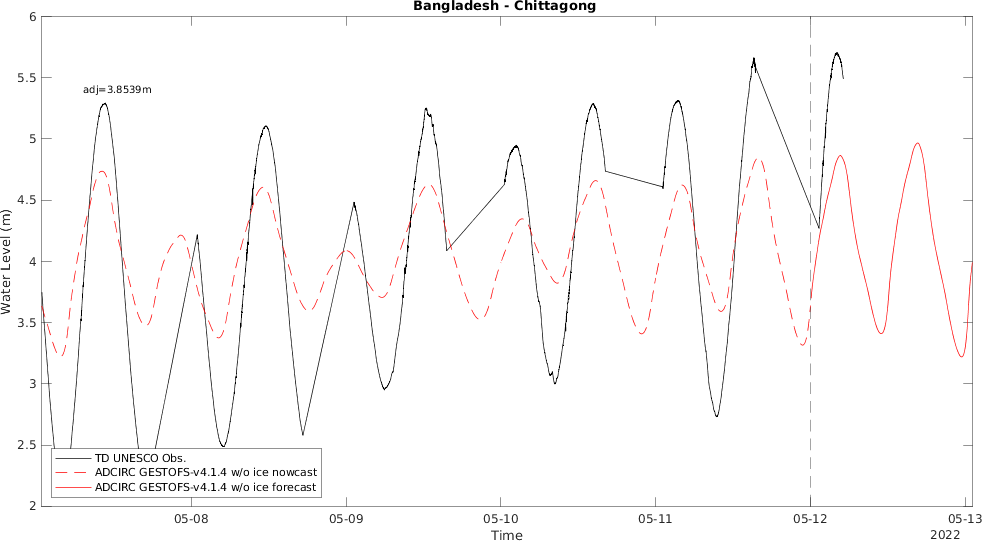 Bangladesh - Chittagong
6
5.5
5
4.5
4
3.5
3
2.5
2
Water Level (m)
adj=3.8539m
TD UNESCO Obs.
ADCIRC GESTOFS-v4.1.4 w/o ice nowcast
ADCIRC GESTOFS-v4.1.4 w/o ice forecast
05-08
05-09
05-10
05-11
05-12
05-13
Time
2022